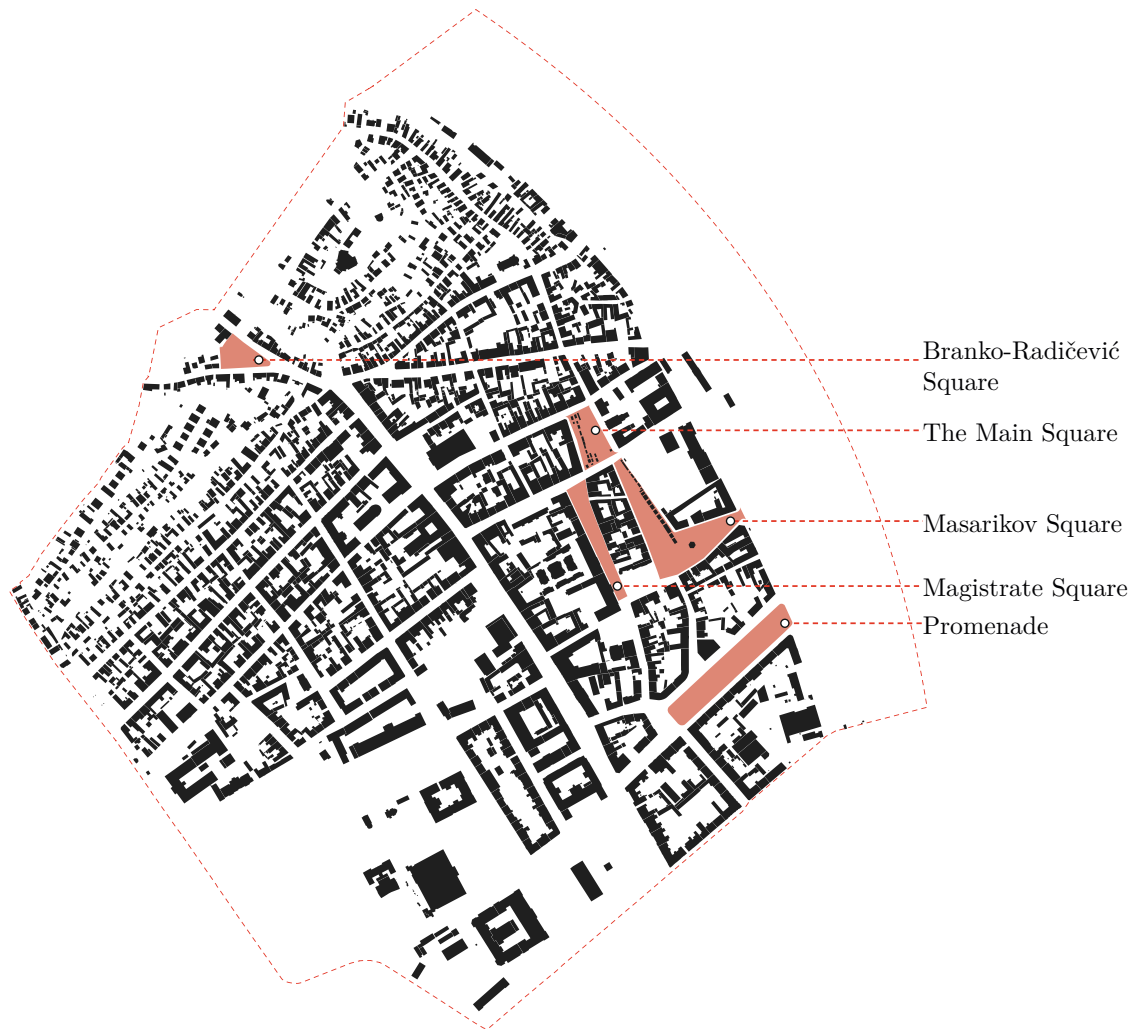 Branko-Radičević
Square
The Main Square
Masarikov Square
Magistrate Square
Promenade